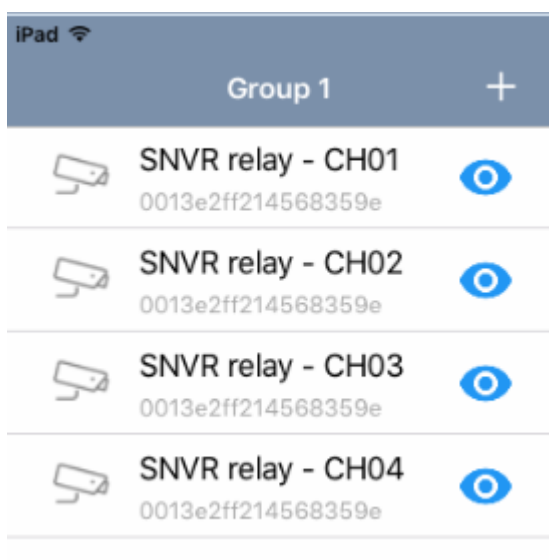 iPad
Group 1 +
SNVR relay - CH01
0013e2ff214568359e
SNVR relay - CH02
0013e2ff214568359e
SNVR relay - CH03
0013e2ff214568359e
SNVR relay - CH04
0013e2ff214568359e